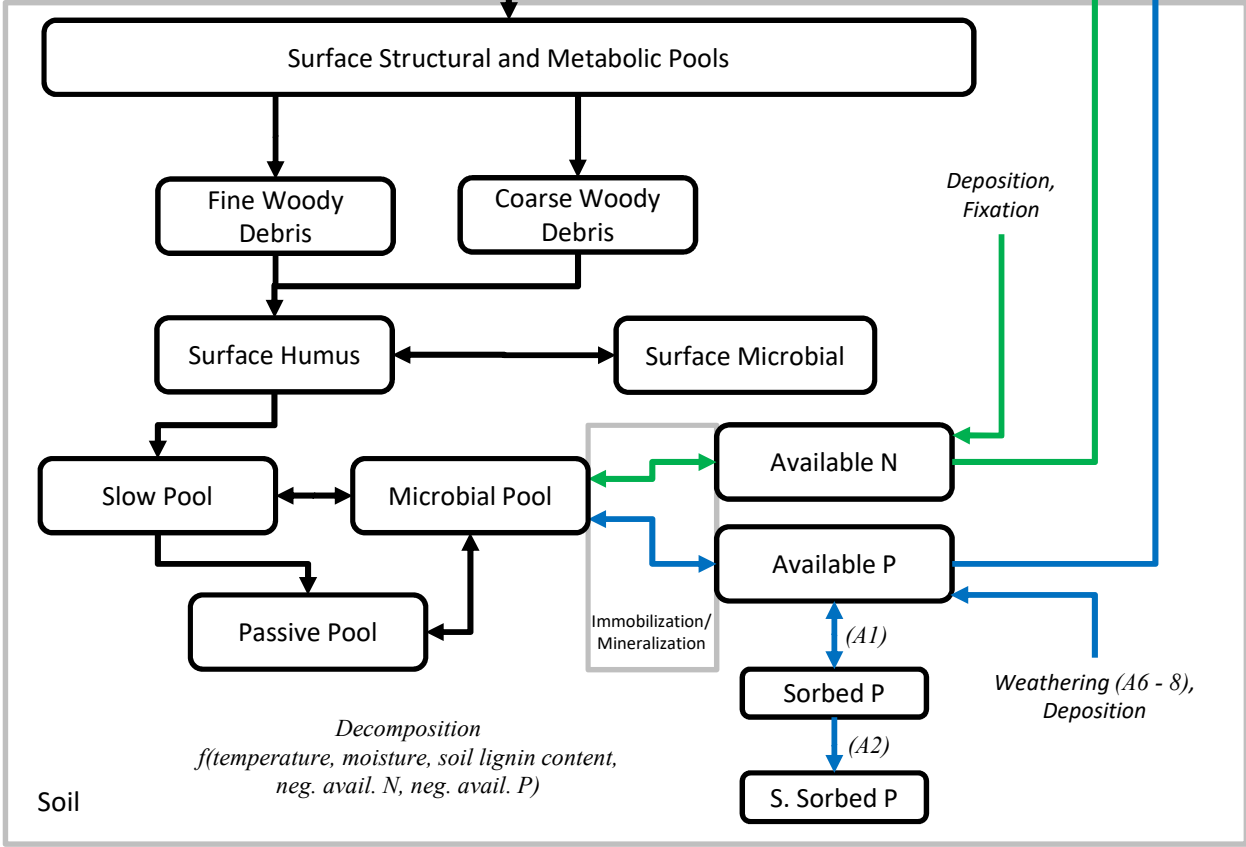 Surface Structural and Metabolic Pools
Fine Woody
Debris
Coarse Woody
Debris
Deposition,
Fixation
Surface Humus
Surface Microbial
Slow Pool
Microbial Pool
Available N
Available P
Passive Pool
Immobilization/
Mineralization
(A1)
Sorbed P
Weathering (A6 - 8),
Deposition
(A2)
S. Sorbed P
Decomposition
f(temperature, moisture, soil lignin content,
neg. avail. N, neg. avail. P)
Soil